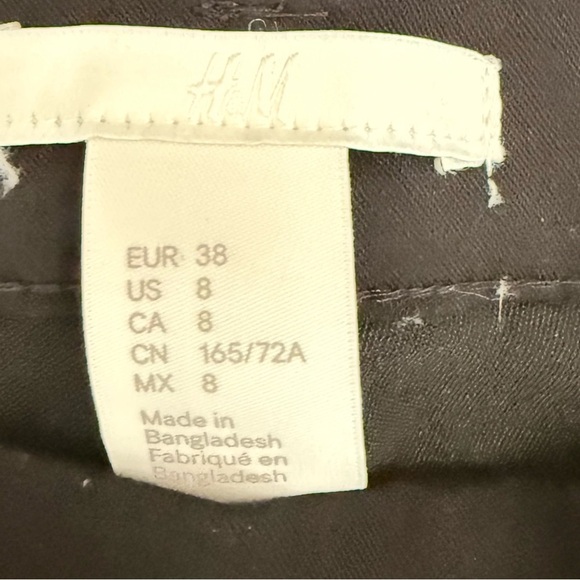 H&M
EUR 38
US 8
CA 8
CN 165/72A
MX 8
Made in
Bangladesh
Fabriqué en
Bangladesh